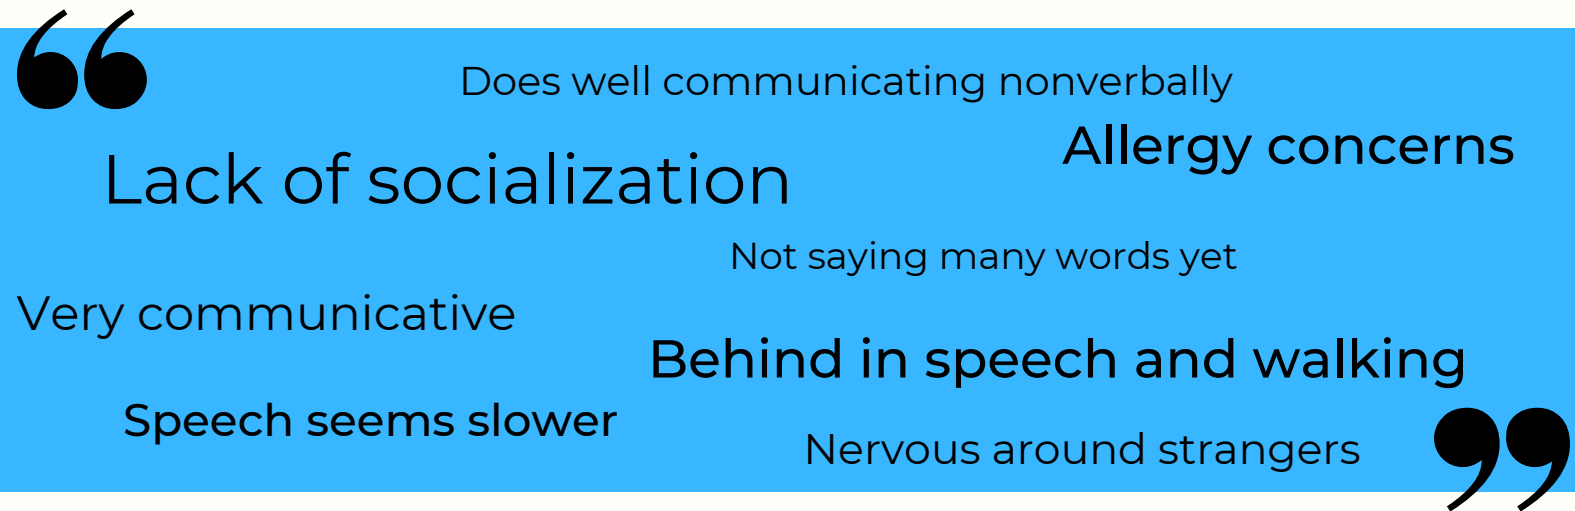 “
Does well communicating nonverbally
Allergy concerns
Lack of socialization
Not saying many words yet
Very communicative
Behind in speech and walking
Speech seems slower
Nervous around strangers
”